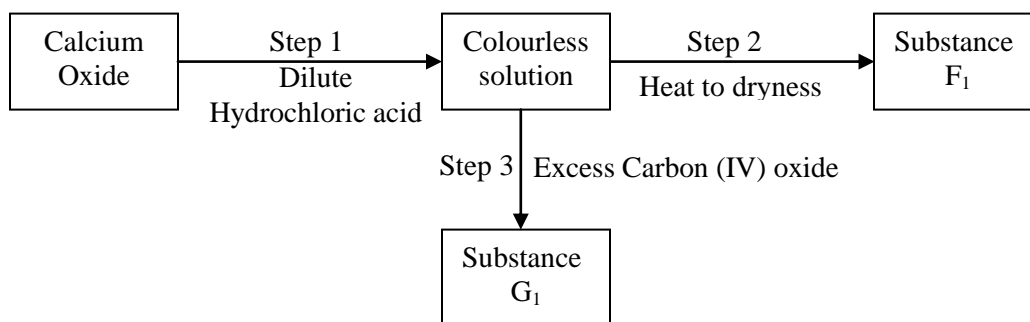 Calcium
Oxide
Step 1
Dilute
Hydrochloric acid
Colourless
solution
Step 2
Heat to dryness
Substance
F₁
Step 3
Excess Carbon (IV) oxide
Substance
G₁